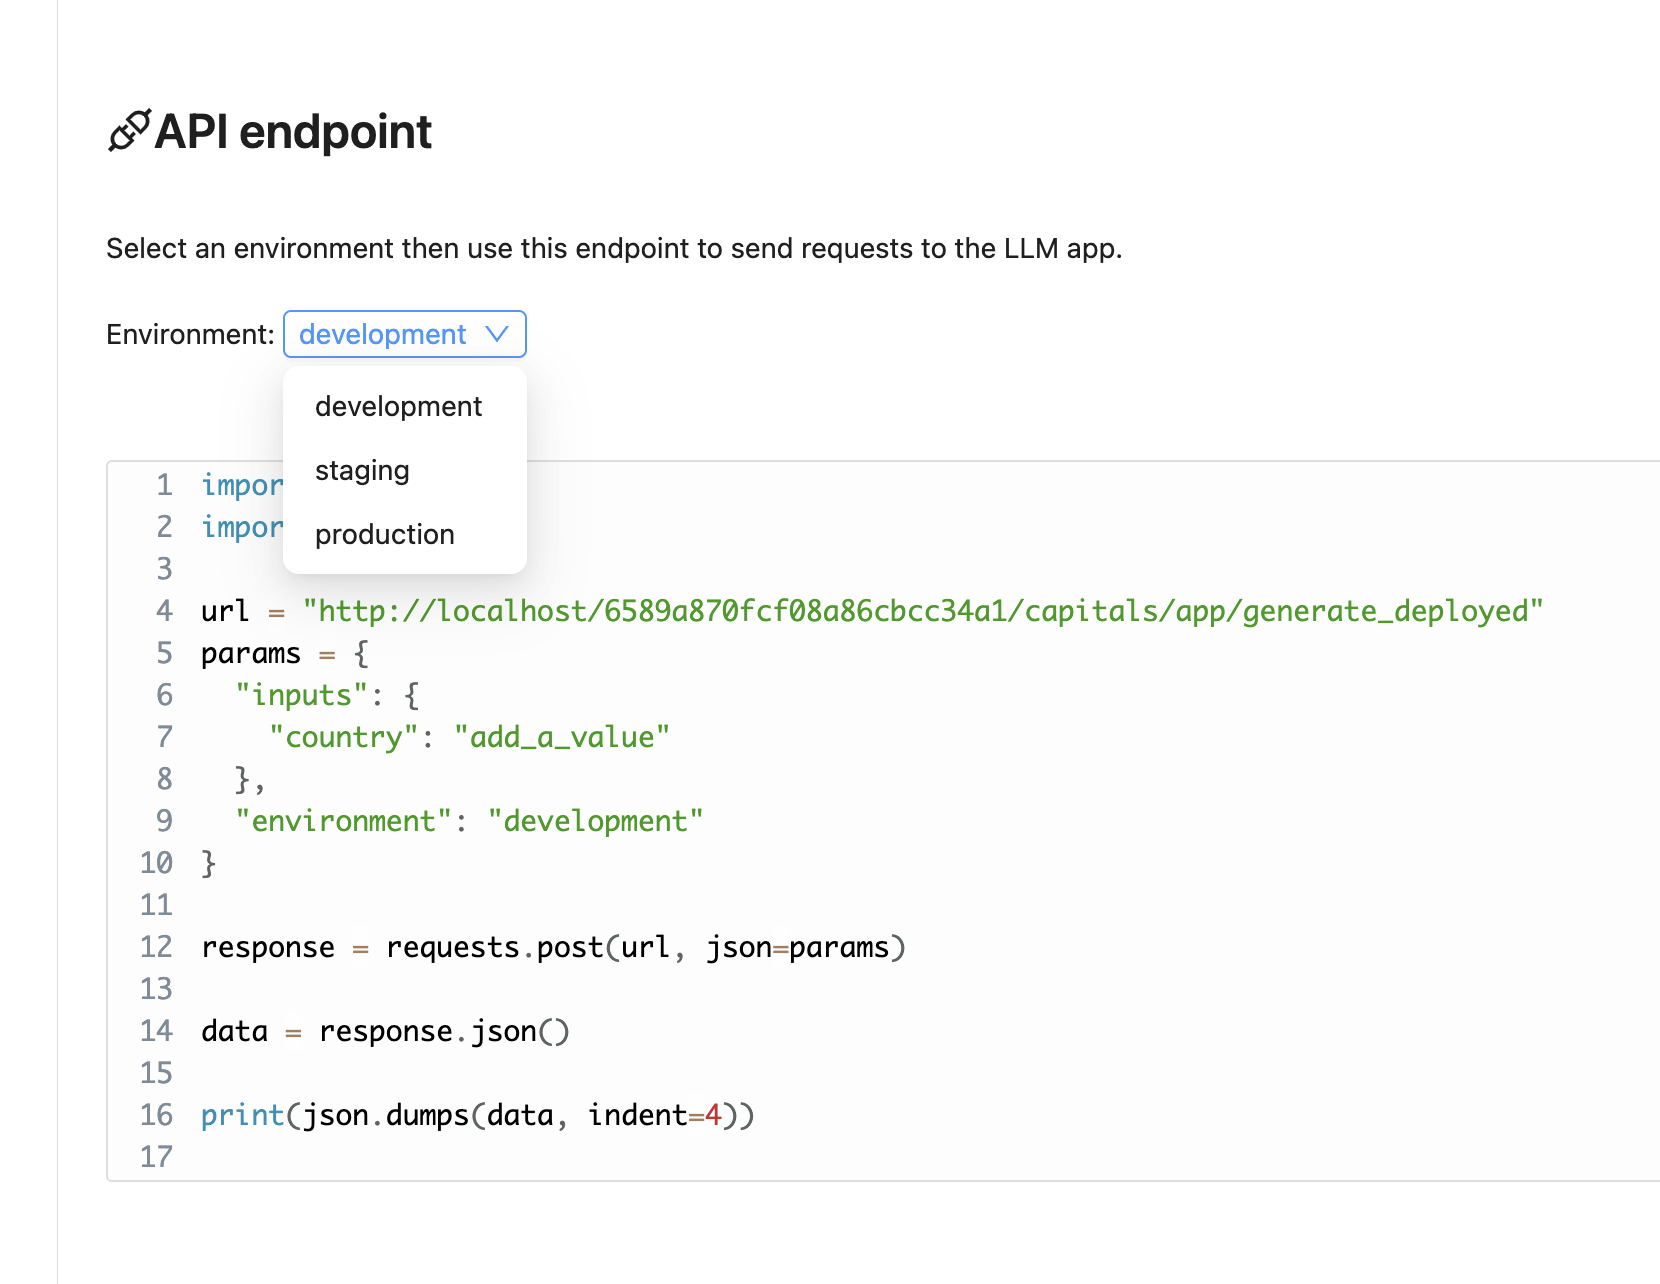 API endpoint
Select an environment then use this endpoint to send requests to the LLM app.
Environment: development
development
staging
production
1
2
3
4 url = "http://localhost/6589a870fcf08a86cbcc34a1/capitals/app/generate_deployed"
5 params = {
6   "inputs": {
7     "country": "add_a_value"
8   },
9   "environment": "development"
10 }
11
12 response = requests.post(url, json=params)
13
14 data = response.json()
15
16 print(json.dumps(data, indent=4))
17